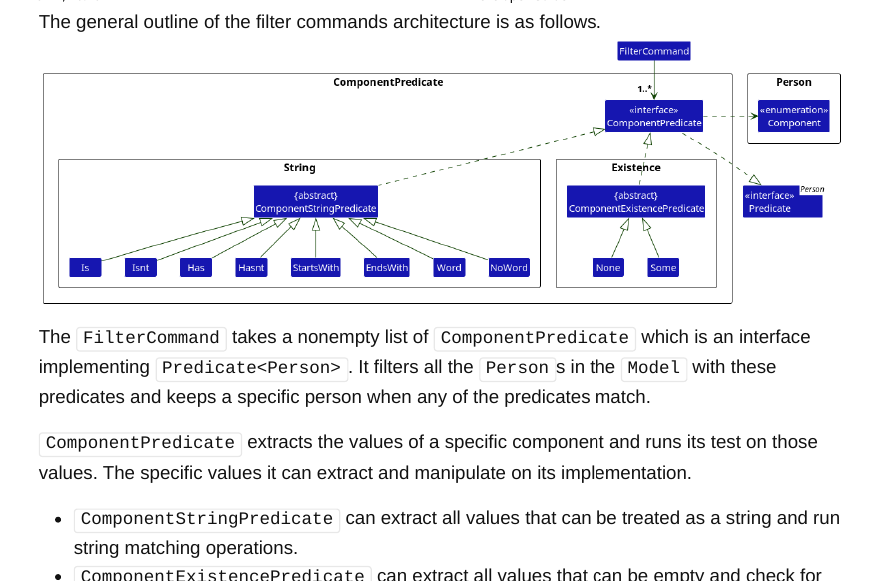 The general outline of the filter commands architecture is as follows.
FilterCommand
ComponentPredicate
Person
1..*
«interface»
ComponentPredicate
«enumeration»
Component
String
Existence
{abstract}
ComponentStringPredicate
{abstract}
ComponentExistencePredicate
«interface»
Predicate
Person
Is
Isnt
Has
Hasnt
StartsWith
EndsWith
Word
NoWord
None
Some
The FilterCommand takes a nonempty list of ComponentPredicate which is an interface
implementing Predicate<Person>. It filters all the Persons in the Model with these
predicates and keeps a specific person when any of the predicates match.
ComponentPredicate extracts the values of a specific component and runs its test on those
values. The specific values it can extract and manipulate on its implementation.
• ComponentStringPredicate can extract all values that can be treated as a string and run
string matching operations.
• ComponentExistencePredicate can extract all values that can be empty and check for